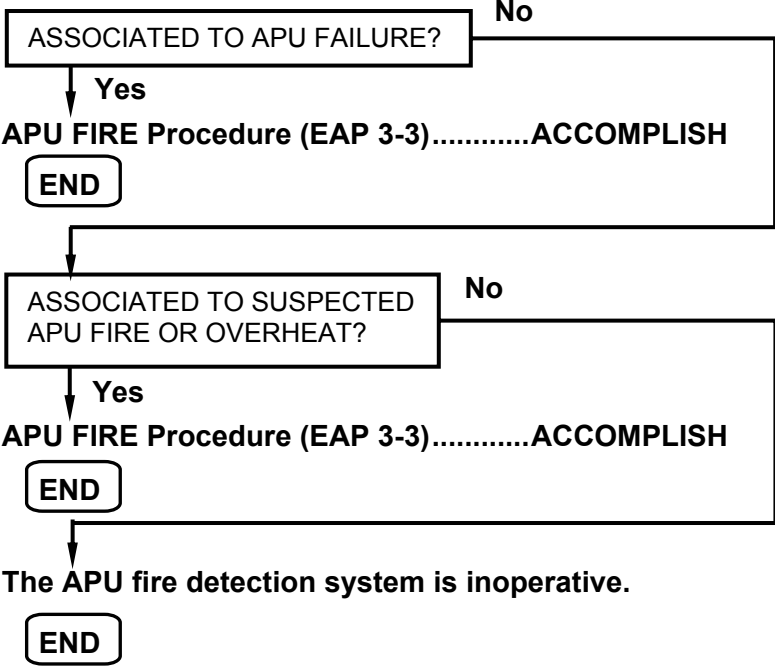 No
ASSOCIATED TO APU FAILURE?
Yes
APU FIRE Procedure (EAP 3-3)............ACCOMPLISH
END
ASSOCIATED TO SUSPECTED
APU FIRE OR OVERHEAT?
No
Yes
APU FIRE Procedure (EAP 3-3)............ACCOMPLISH
END
The APU fire detection system is inoperative.
END